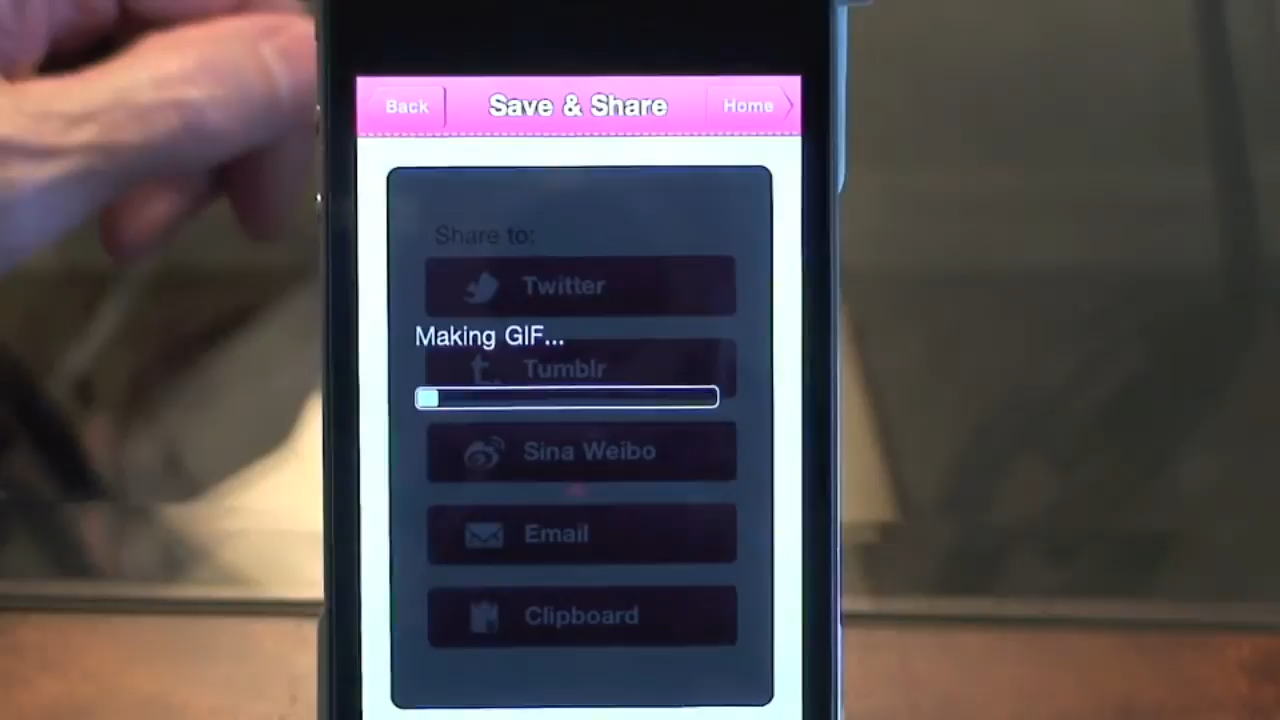 Back
Save & Share
Home
Share to:
Twitter
Making GIF...
Tumblr
Sina Weibo
Email
Clipboard